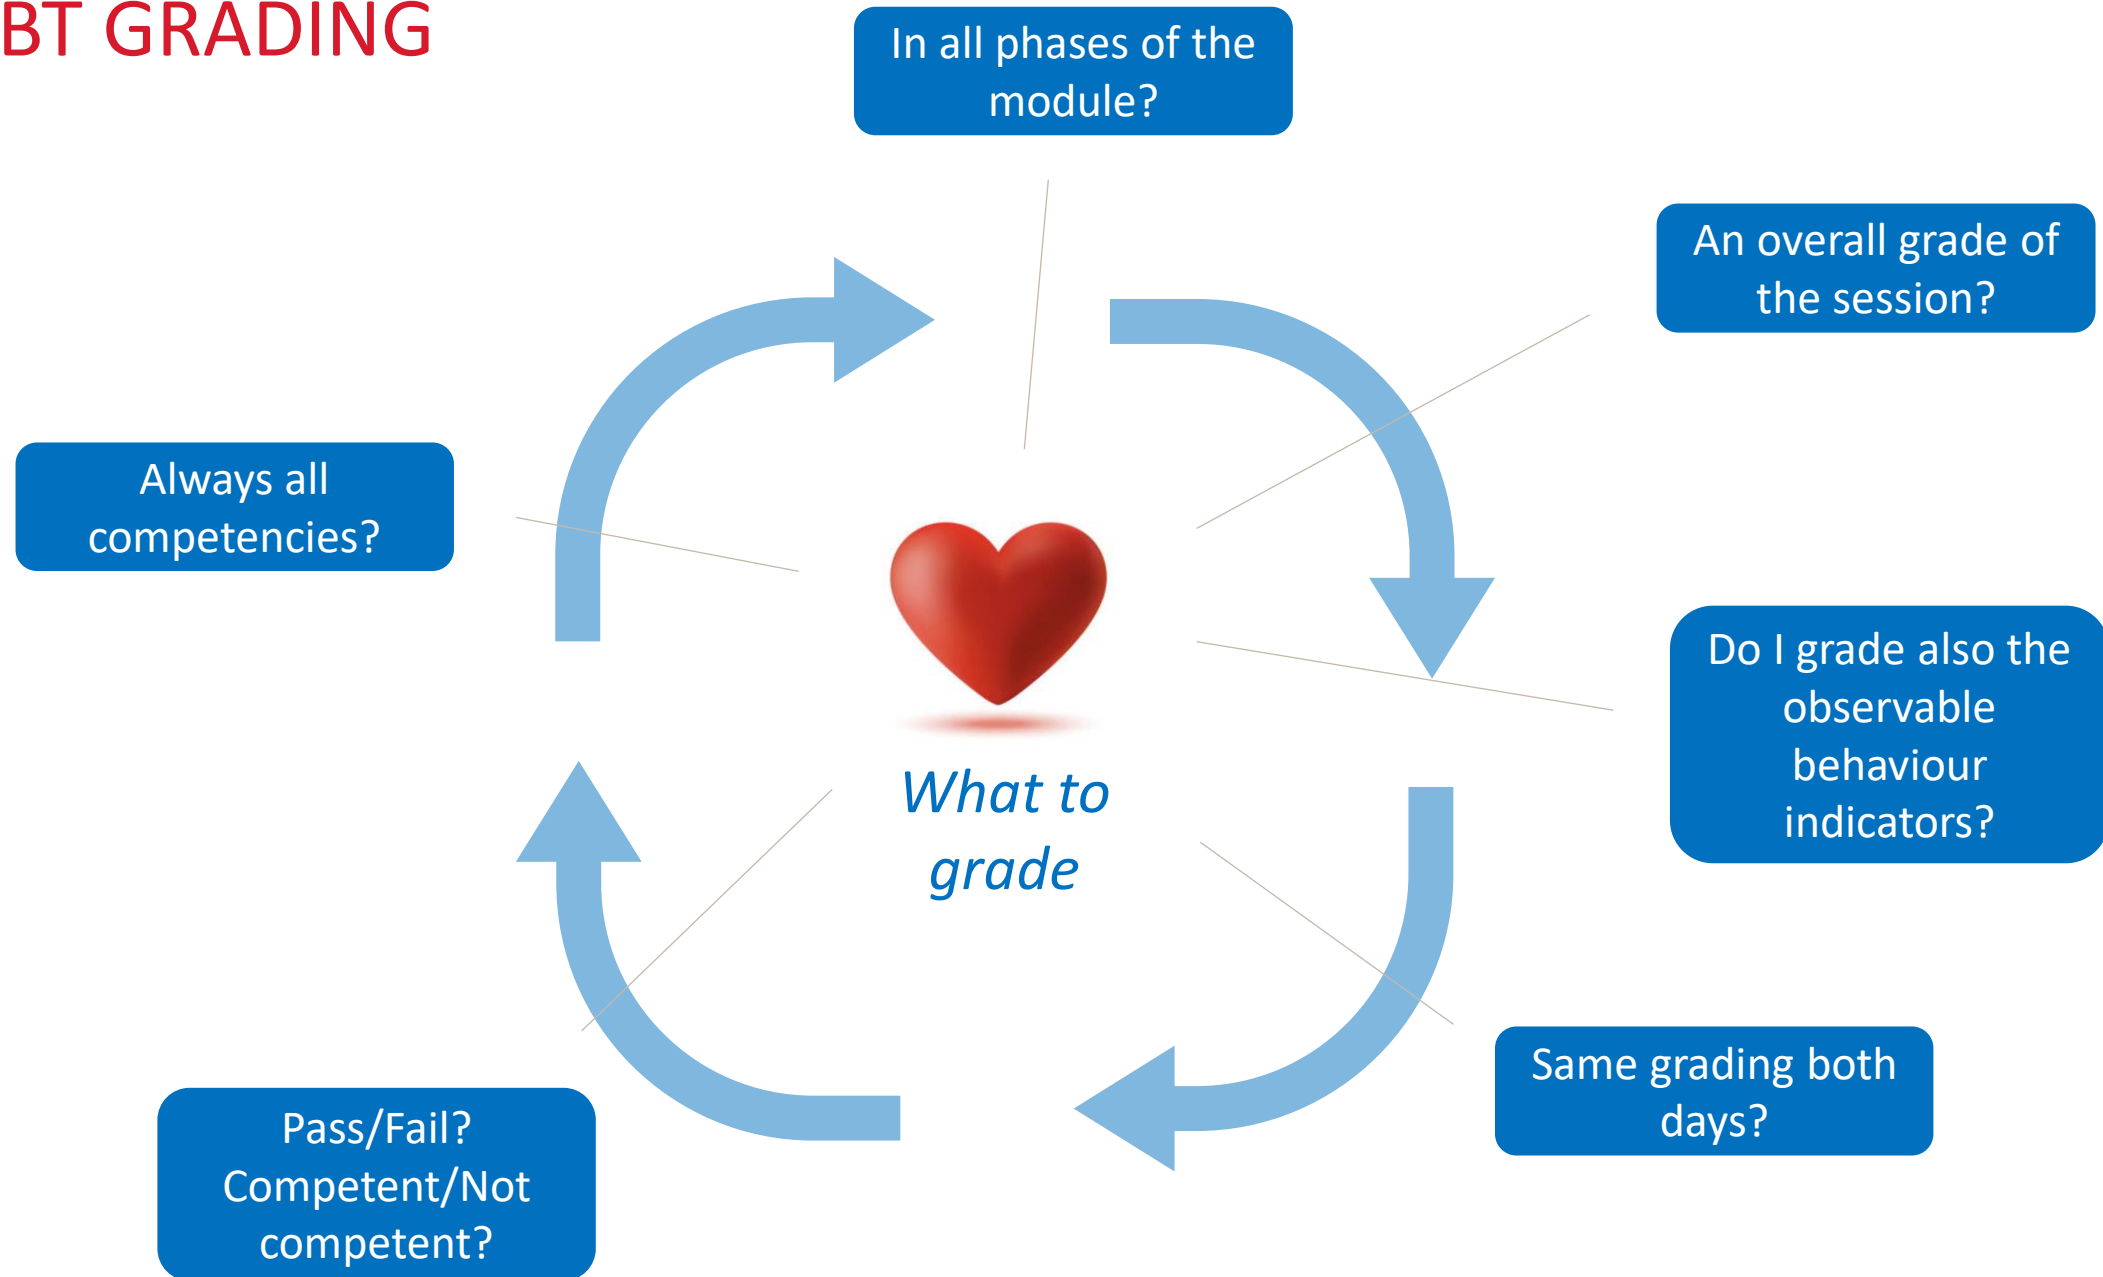 BT GRADING
In all phases of the
module?
An overall grade of
the session?
Always all
competencies?
Do I grade also the
observable
behaviour
indicators?
What to
grade
Same grading both
days?
Pass/Fail?
Competent/Not
competent?